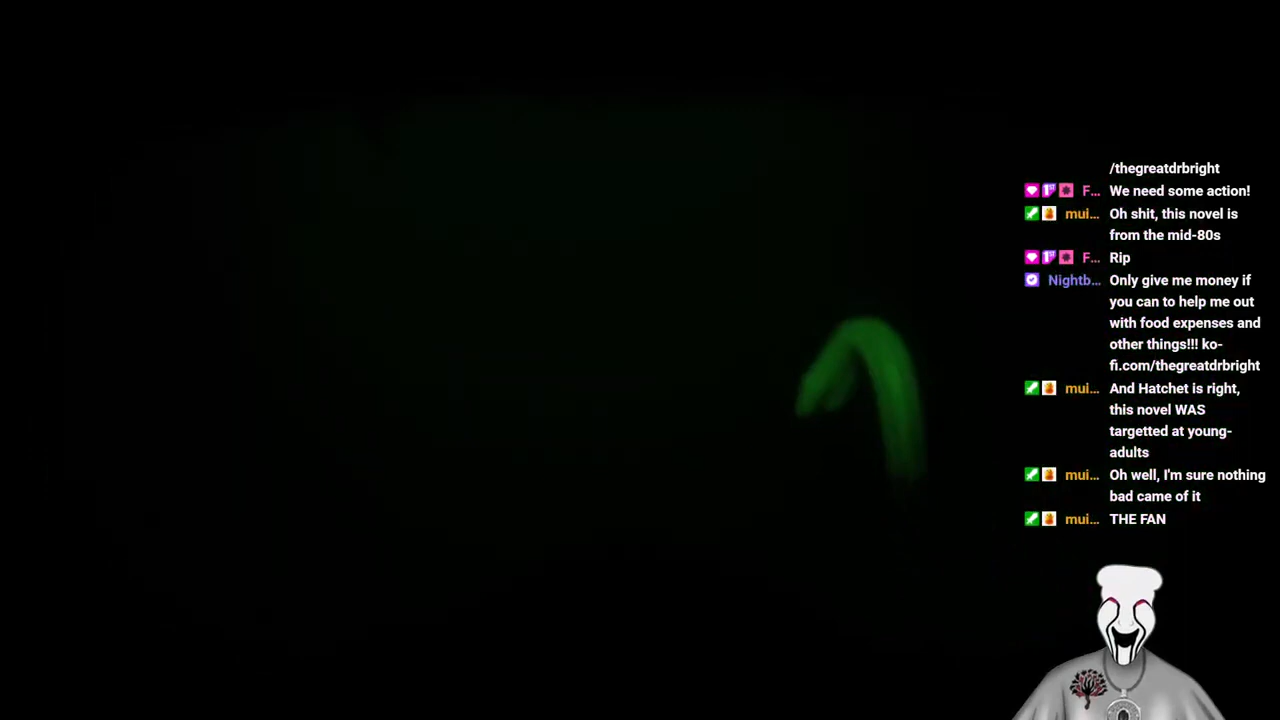 /thegreatdrbright
F... We need some action!
mui... Oh shit, this novel is
from the mid-80s
F... Rip
Nightb... Only give me money if
you can to help me out
with food expenses and
other things!!! ko-
fi.com/thegreatdrbright
mui... And Hatchet is right,
this novel WAS
targetted at young-
adults
mui... Oh well, I'm sure nothing
bad came of it
mui... THE FAN